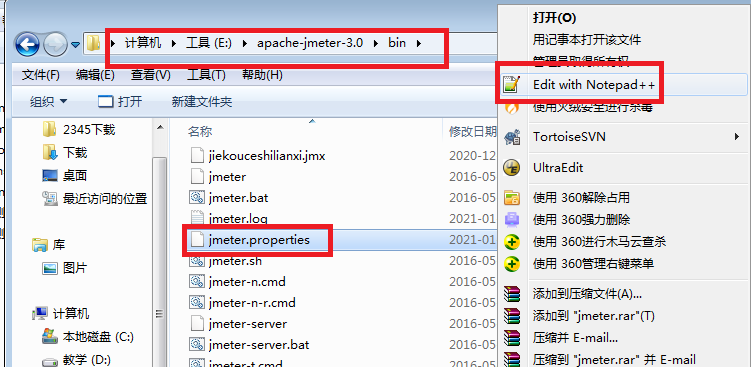 计算机 工具 (E:) apache-jmeter-3.0 bin
文件(F) 编辑(E) 查看(V) 工具(T) 帮助(H)
组织 打开 新建文件夹
2345下载
下载
桌面
最近访问的位置
库
图片
计算机
本地磁盘 (C:)
教学 (D:)
名称 修改日期
jiekouceshilianxi.jmx 2020-12
jmeter 2016-05
jmeter.bat 2016-05
jmeter.log 2021-01
jmeter.properties 2021-01
jmeter.sh 2016-05
jmeter-n.cmd 2016-05
jmeter-n-r.cmd 2016-05
jmeter-server 2016-05
jmeter-server.bat 2016-05
jmeter-t.cmd 2016-05
打开(O)
用记事本打开该文件
管理员取得所有权
Edit with Notepad++
使用火绒安全进行杀毒
TortoiseSVN
UltraEdit
使用 360解除占用
使用 360强力删除
使用 360进行木马云查杀
使用 360管理右键菜单
添加到压缩文件(A)...
添加到 "jmeter.rar"(T)
压缩并 E-mail...
压缩到 "jmeter.rar" 并 E-mail